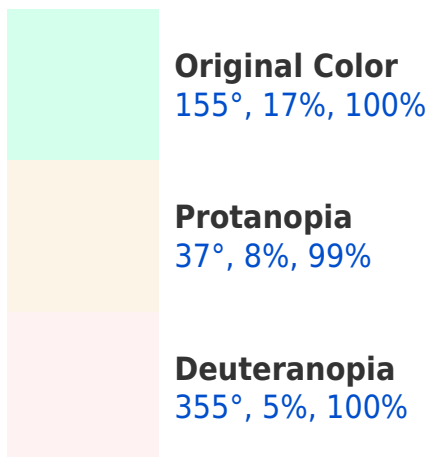 Original Color
155°, 17%, 100%
Protanopia
37°, 8%, 99%
Deuteranopia
355°, 5%, 100%